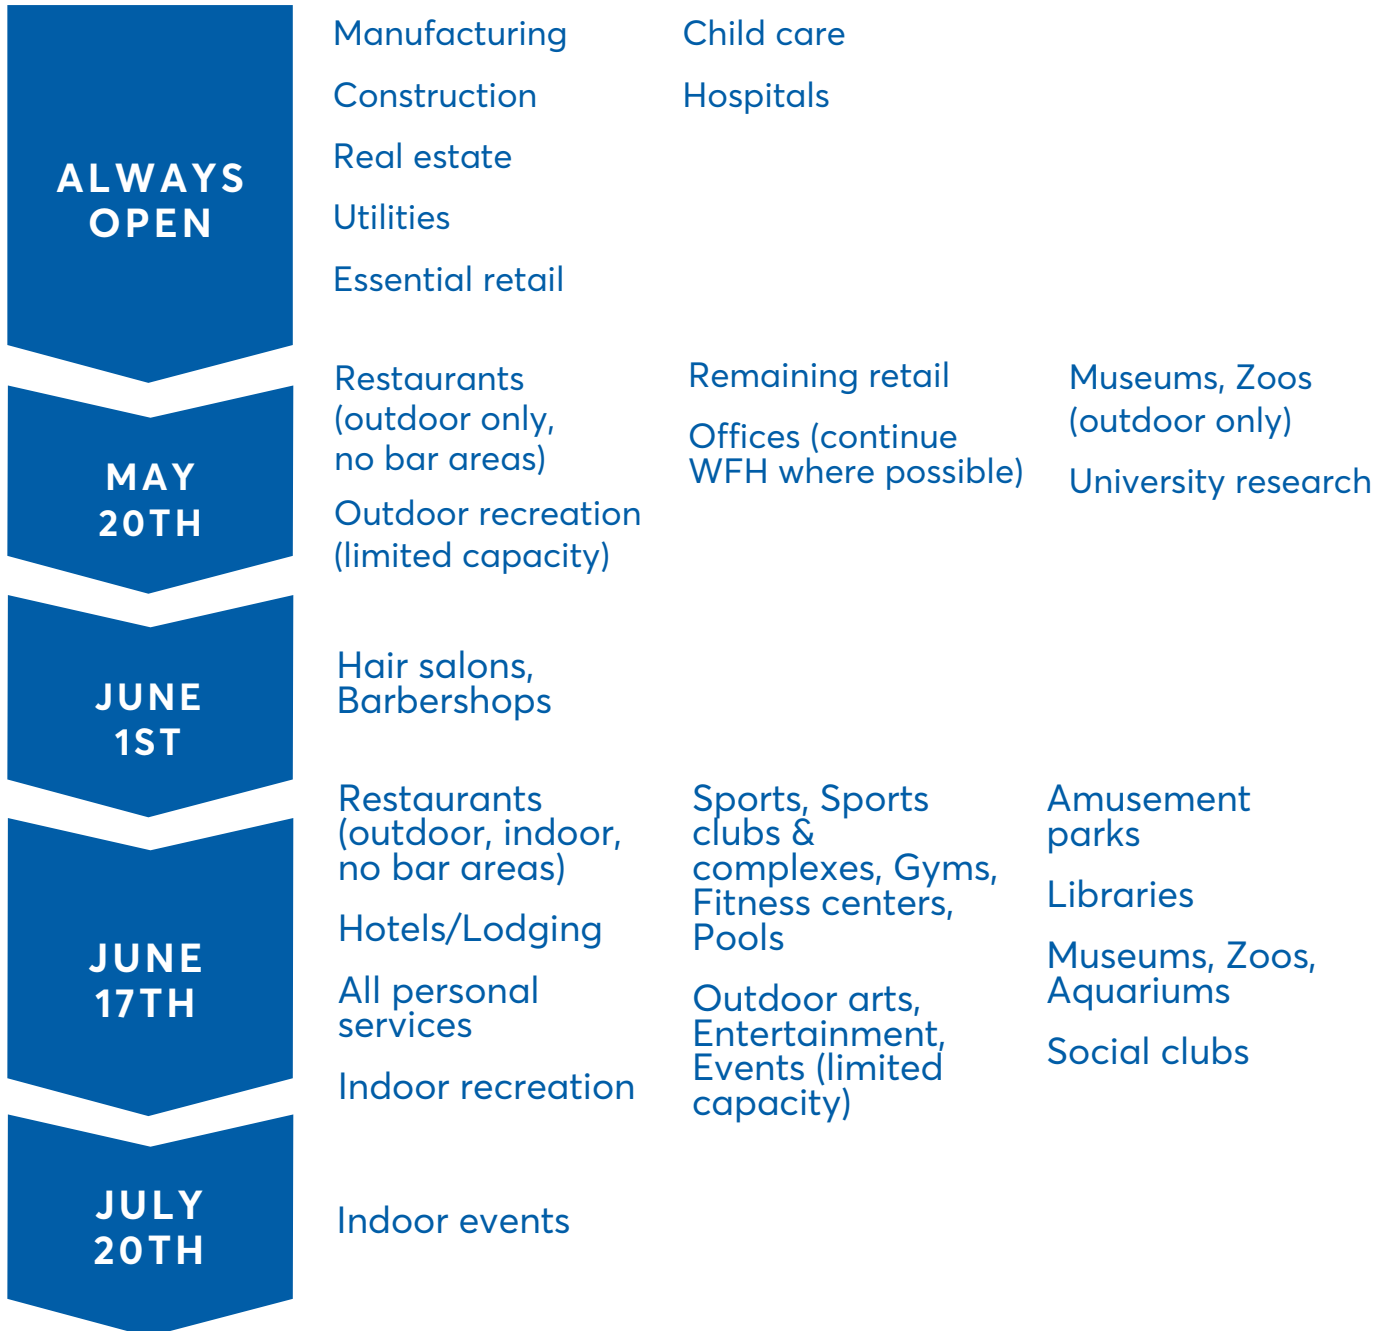 ALWAYS
OPEN
Manufacturing
Construction
Real estate
Utilities
Essential retail
Child care
Hospitals
MAY
20TH
Restaurants
(outdoor only,
no bar areas)
Outdoor recreation
(limited capacity)
Remaining retail
Offices (continue
WFH where possible)
Museums, Zoos
(outdoor only)
University research
JUNE
1ST
Hair salons,
Barbershops
JUNE
17TH
Restaurants
(outdoor, indoor,
no bar areas)
Hotels/Lodging
All personal
services
Indoor recreation
Sports, Sports
clubs &
complexes, Gyms,
Fitness centers,
Pools
Outdoor arts,
Entertainment,
Events (limited
capacity)
Amusement
parks
Libraries
Museums, Zoos,
Aquariums
Social clubs
JULY
20TH
Indoor events